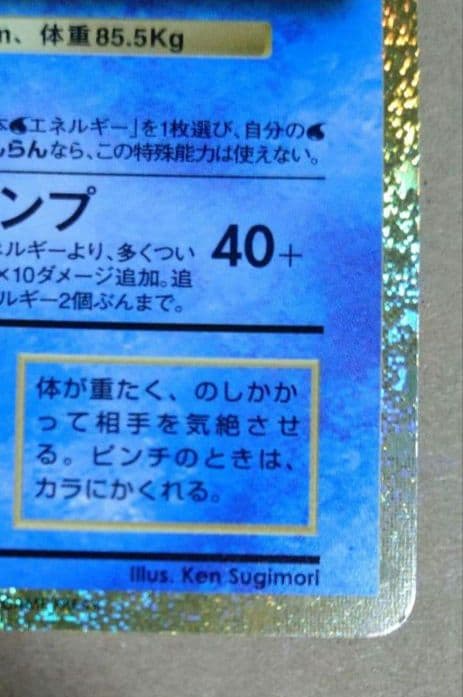 、体重85.5Kg
エネルギー」を1枚選び、自分の
らんなら、この特殊能力は使えない。
ンプ
ネルギーより、多くつい
40+
×10ダメージ追加。追
ルギー2個ぶんまで。
体が重たく、のしかか
って相手を気絶させ
る。ピンチのときは、
カラにかくれる。
Illus. Ken Sugimori